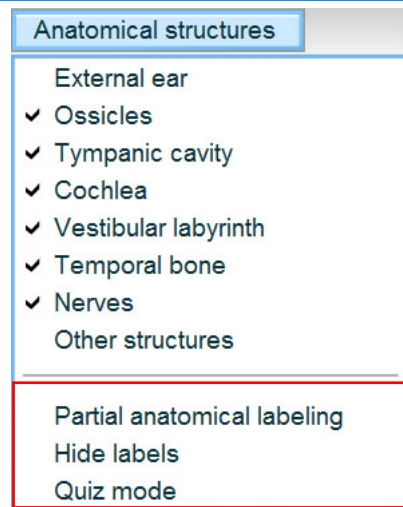 Anatomical structures
External ear
Ossicles
Tympanic cavity
Cochlea
Vestibular labyrinth
Temporal bone
Nerves
Other structures
Partial anatomical labeling
Hide labels
Quiz mode